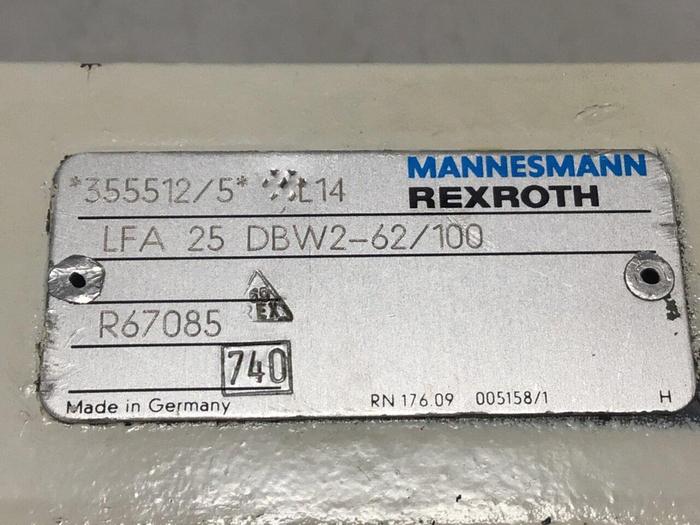 *355512/5* L14
MANNESMANN
REXROTH
LFA 25 DBW2-62/100
EX
R67085
740
Made in Germany
RN 176.09 005158/1 H